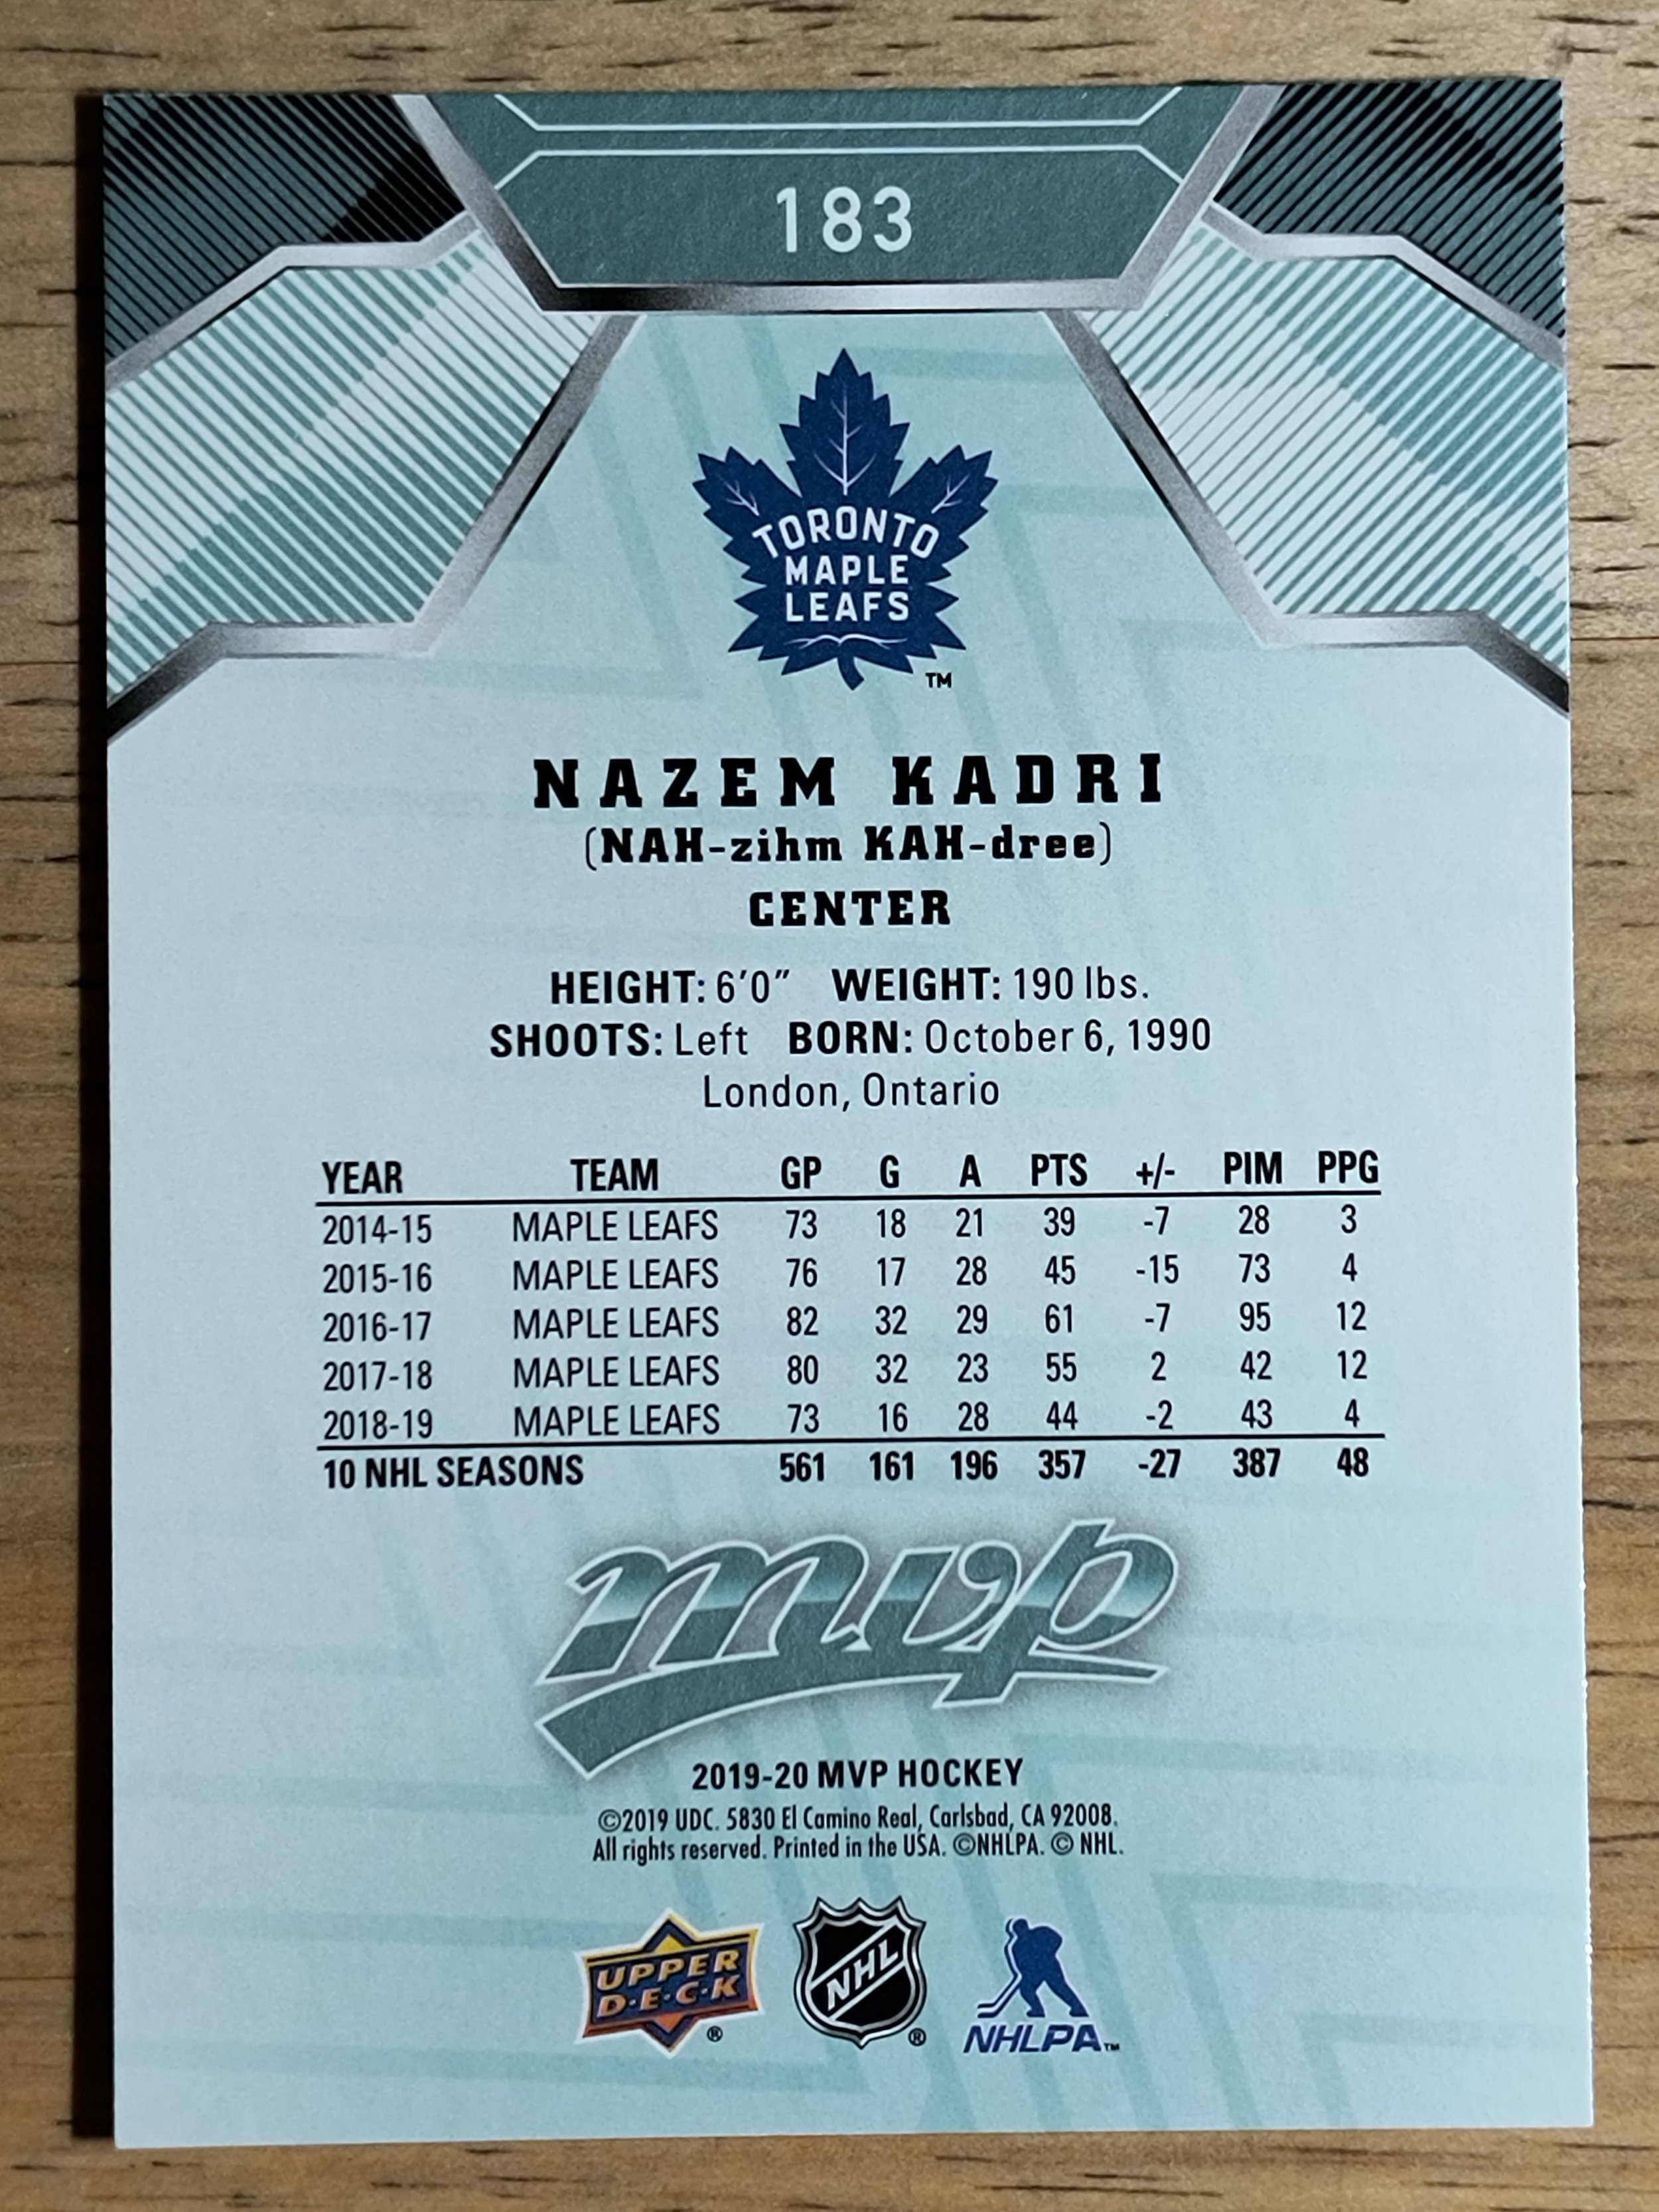 183
TORONTO
MAPLE
LEAFS
TM
NAZEM KADRI
(NAH-zihm KAH-dree)
CENTER
HEIGHT: 6'0" WEIGHT: 190 lbs.
SHOOTS: Left BORN: October 6, 1990
London, Ontario
YEAR TEAM GP G A PTS +/- PIM PPG
2014-15 MAPLE LEAFS 73 18 21 39 -7 28 3
2015-16 MAPLE LEAFS 76 17 28 45 -15 73 4
2016-17 MAPLE LEAFS 82 32 29 61 -7 95 12
2017-18 MAPLE LEAFS 80 32 23 55 2 42 12
2018-19 MAPLE LEAFS 73 16 28 44 -2 43 4
10 NHL SEASONS 561 161 196 357 -27 387 48
mvp
2019-20 MVP HOCKEY
©2019 UDC. 5830 El Camino Real, Carlsbad, CA 92008.
All rights reserved. Printed in the USA. ©NHLPA. © NHL.
UPPER
D·E·C·K ®
NHL ®
NHLPA TM